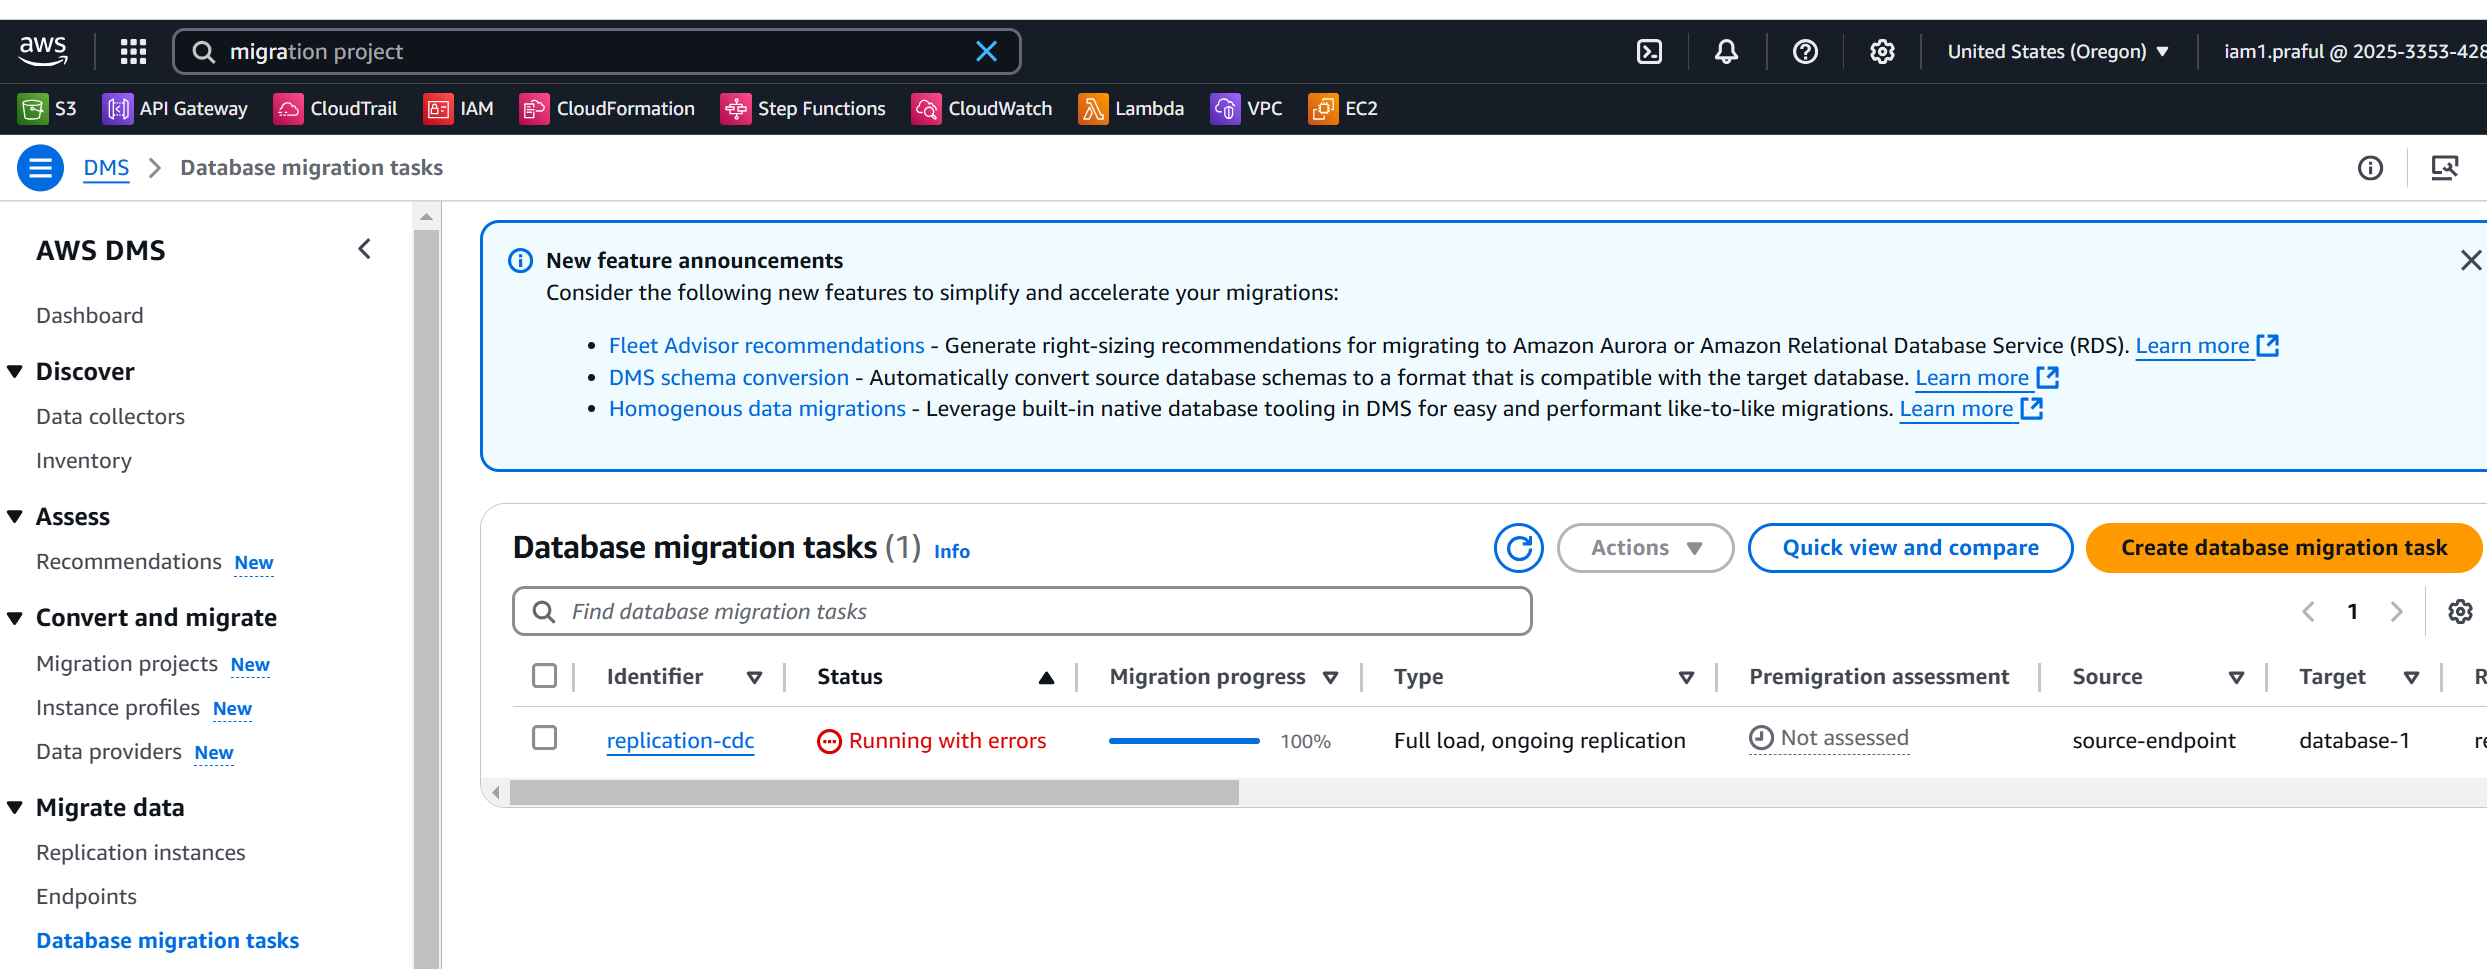 aws
migration project
United States (Oregon)
iam1.praful @ 2025-3353-428
S3 API Gateway CloudTrail IAM CloudFormation Step Functions CloudWatch Lambda VPC EC2
DMS Database migration tasks
AWS DMS
Dashboard
Discover
Data collectors
Inventory
Assess
Recommendations New
Convert and migrate
Migration projects New
Instance profiles New
Data providers New
Migrate data
Replication instances
Endpoints
Database migration tasks
New feature announcements
Consider the following new features to simplify and accelerate your migrations:
• Fleet Advisor recommendations - Generate right-sizing recommendations for migrating to Amazon Aurora or Amazon Relational Database Service (RDS). Learn more
• DMS schema conversion - Automatically convert source database schemas to a format that is compatible with the target database. Learn more
• Homogenous data migrations - Leverage built-in native database tooling in DMS for easy and performant like-to-like migrations. Learn more
Database migration tasks (1) Info
Actions
Quick view and compare
Create database migration task
Find database migration tasks
1
Identifier Status Migration progress Type Premigration assessment Source Target
replication-cdc Running with errors 100% Full load, ongoing replication Not assessed source-endpoint database-1